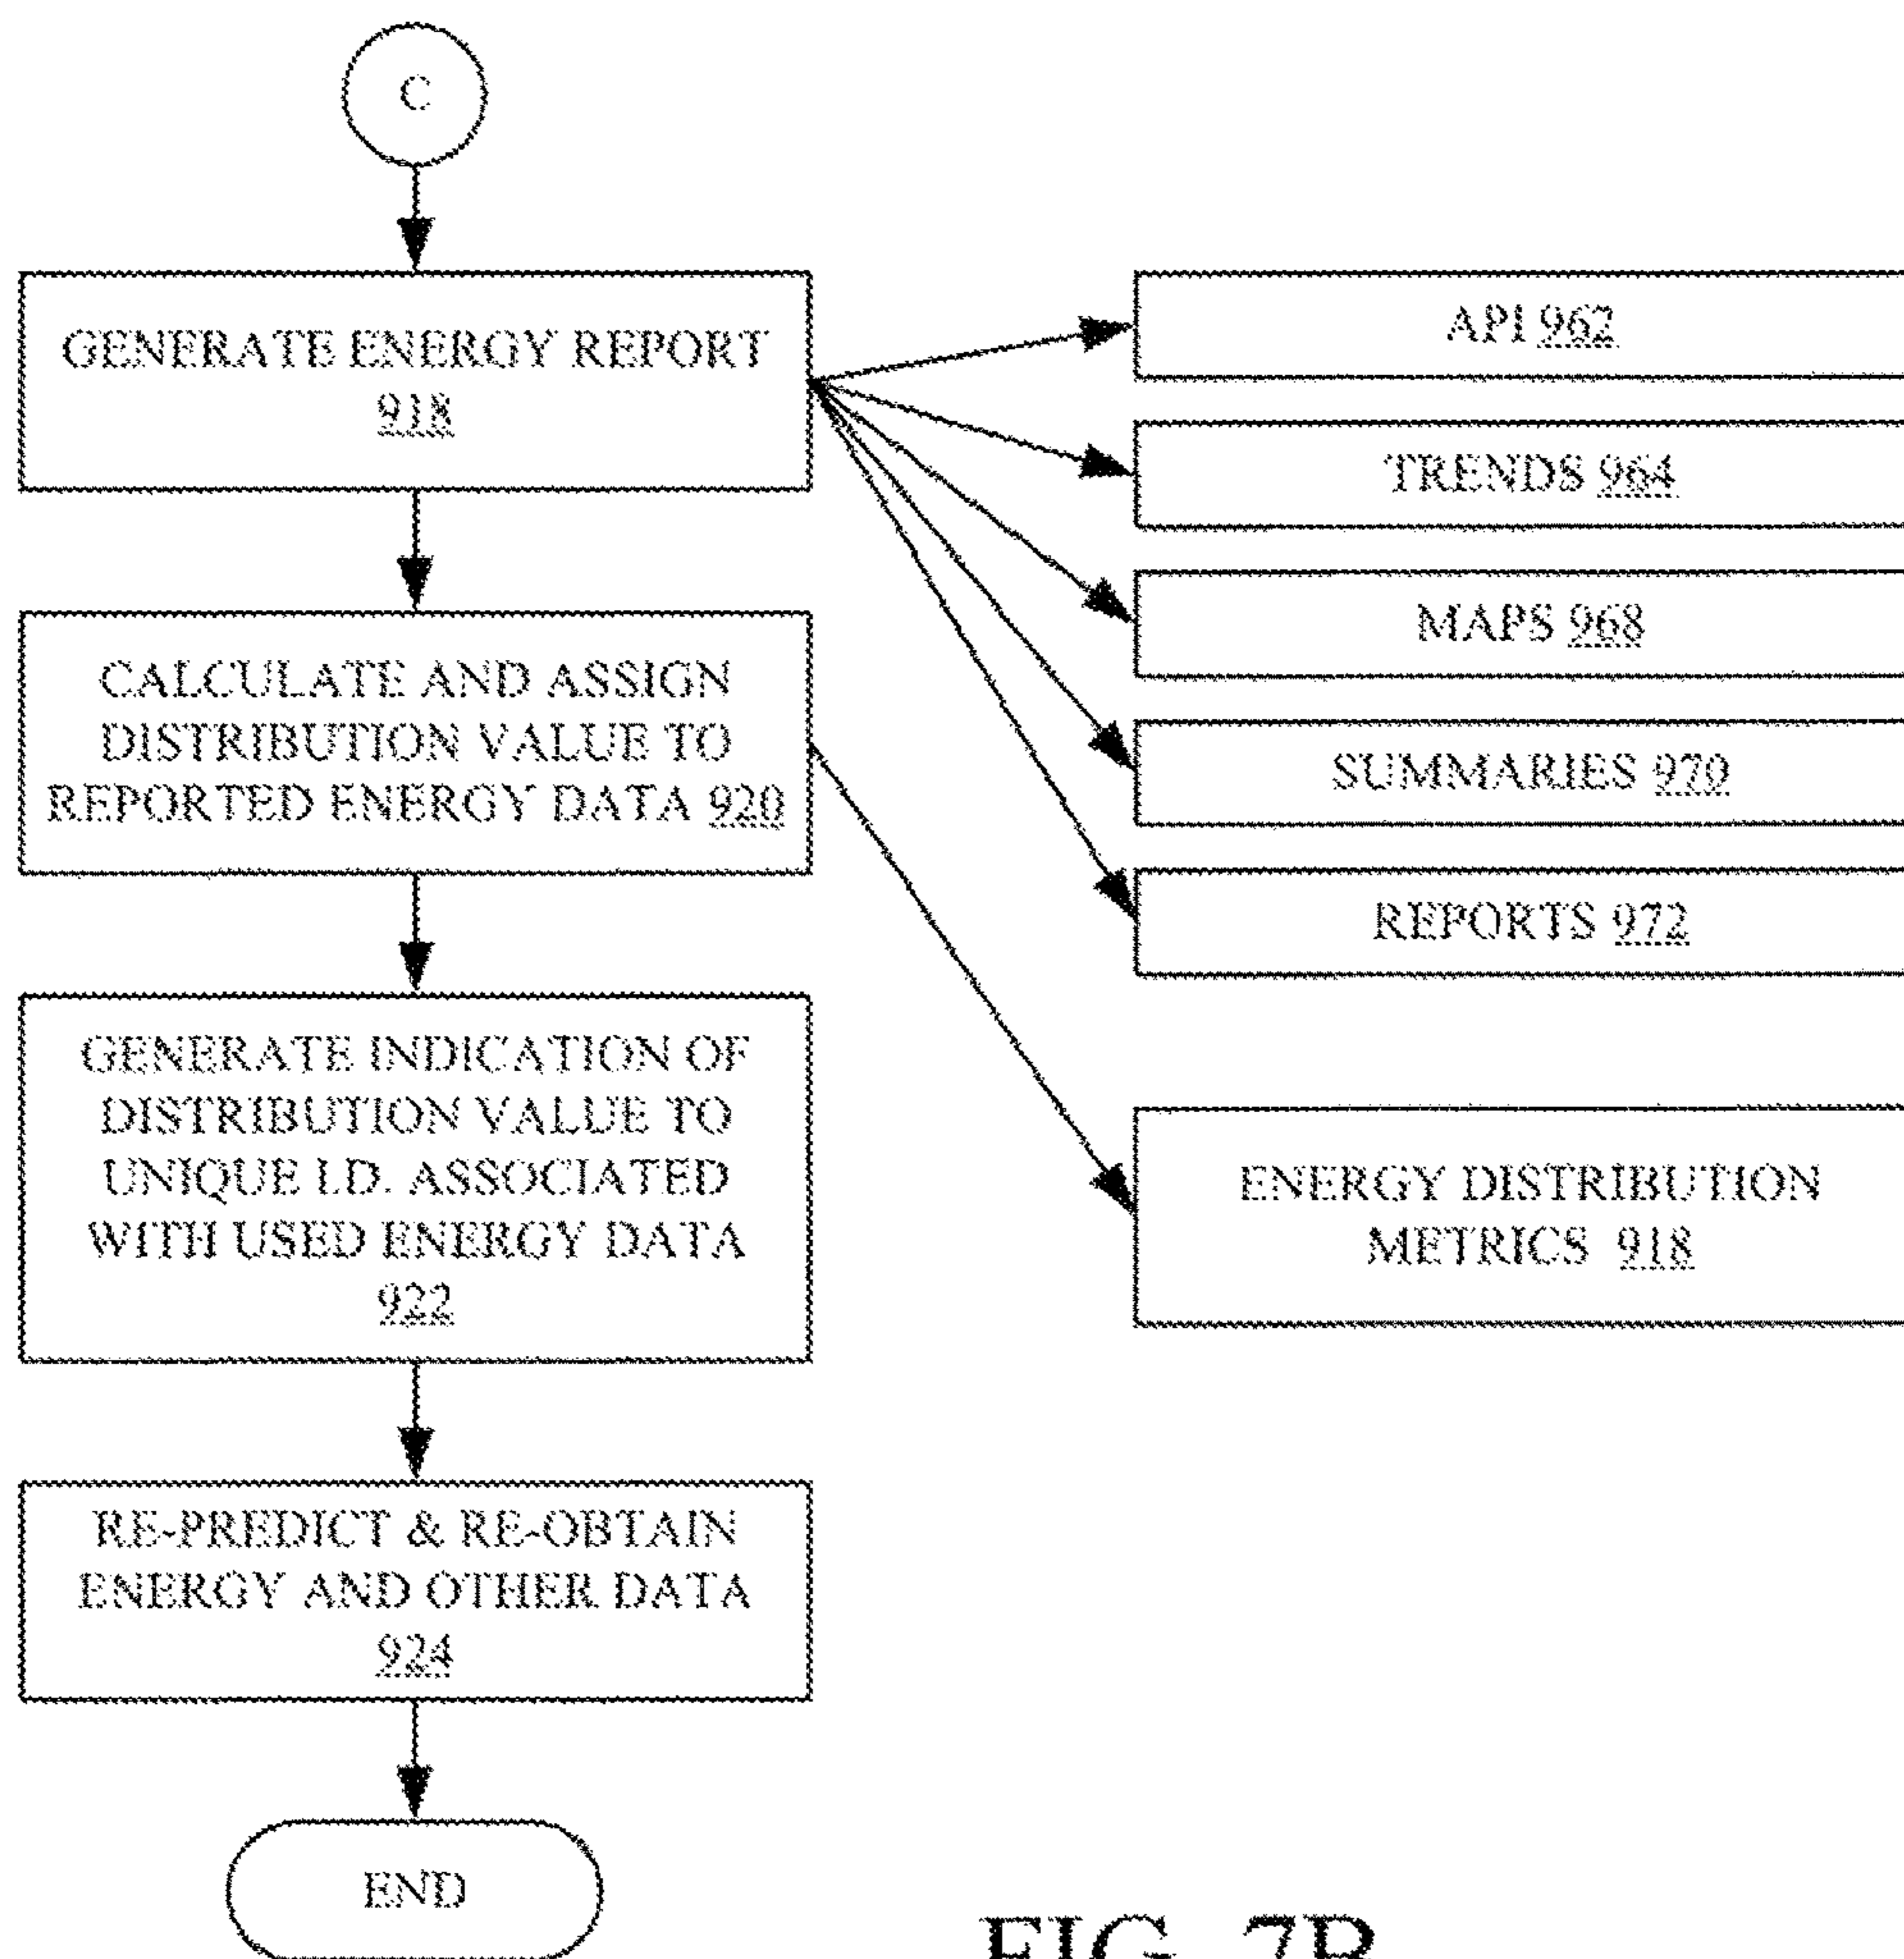 C
GENERATE ENERGY REPORT
918
CALCULATE AND ASSIGN
DISTRIBUTION VALUE TO
REPORTED ENERGY DATA 920
GENERATE INDICATION OF
DISTRIBUTION VALUE TO
UNIQUE I.D. ASSOCIATED
WITH USED ENERGY DATA
922
RE-PREDICT & RE-OBTAIN
ENERGY AND OTHER DATA
924
END
API 962
TRENDS 964
MAPS 968
SUMMARIES 970
REPORTS 972
ENERGY DISTRIBUTION
METRICS 918
FIG. 7B